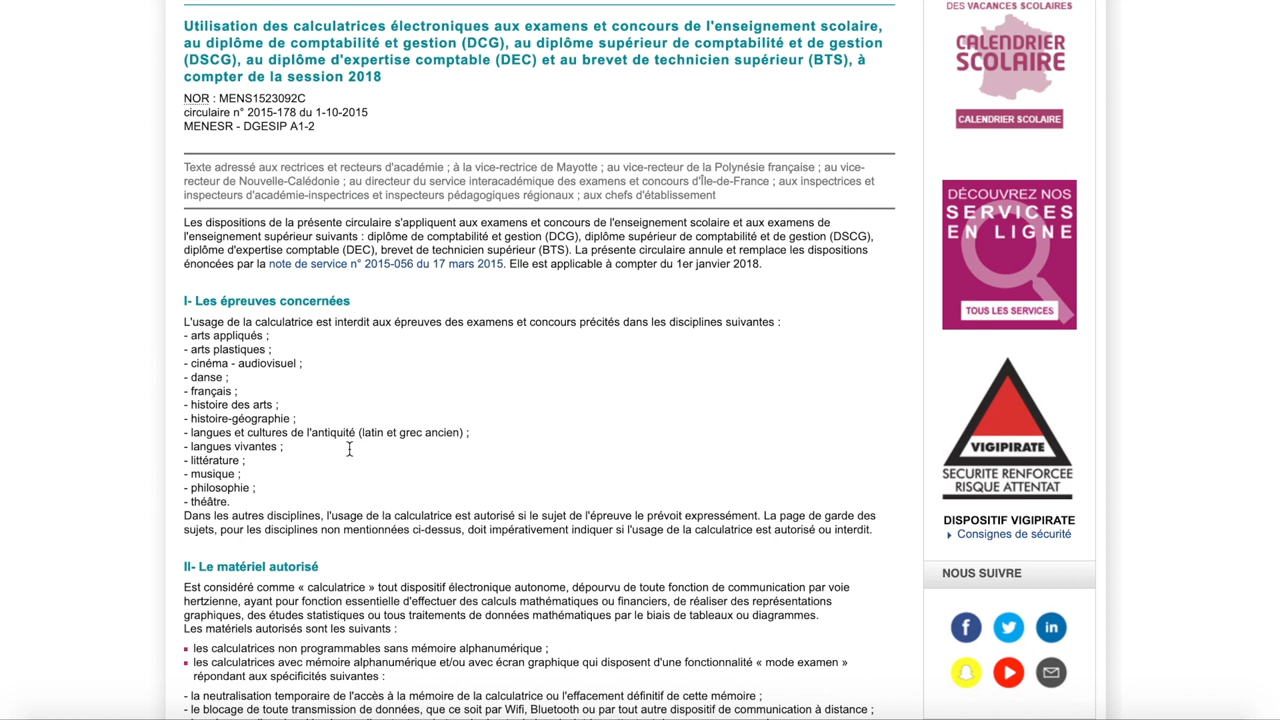 Utilisation des calculatrices électroniques aux examens et concours de l'enseignement scolaire,
au diplôme de comptabilité et gestion (DCG), au diplôme supérieur de comptabilité et de gestion
(DSCG), au diplôme d'expertise comptable (DEC) et au brevet de technicien supérieur (BTS), à
compter de la session 2018
NOR : MENS1523092C
circulaire n° 2015-178 du 1-10-2015
MENESR - DGESIP A1-2
Texte adressé aux rectrices et recteurs d'académie ; à la vice-rectrice de Mayotte ; au vice-recteur de la Polynésie française ; au vice-
recteur de Nouvelle-Calédonie ; au directeur du service interacadémique des examens et concours d'Île-de-France ; aux inspectrices et
inspecteurs d'académie-inspectrices et inspecteurs pédagogiques régionaux ; aux chefs d'établissement
Les dispositions de la présente circulaire s'appliquent aux examens et concours de l'enseignement scolaire et aux examens de
l'enseignement supérieur suivants : diplôme de comptabilité et gestion (DCG), diplôme supérieur de comptabilité et de gestion (DSCG),
diplôme d'expertise comptable (DEC), brevet de technicien supérieur (BTS). La présente circulaire annule et remplace les dispositions
énoncées par la note de service n° 2015-056 du 17 mars 2015. Elle est applicable à compter du 1er janvier 2018.
I- Les épreuves concernées
L'usage de la calculatrice est interdit aux épreuves des examens et concours précités dans les disciplines suivantes :
- arts appliqués ;
- arts plastiques ;
- cinéma - audiovisuel ;
- danse ;
- français ;
- histoire des arts ;
- histoire-géographie ;
- langues et cultures de l'antiquité (latin et grec ancien) ;
- langues vivantes ;
- littérature ;
- musique ;
- philosophie ;
- théâtre.
Dans les autres disciplines, l'usage de la calculatrice est autorisé si le sujet de l'épreuve le prévoit expressément. La page de garde des
sujets, pour les disciplines non mentionnées ci-dessus, doit impérativement indiquer si l'usage de la calculatrice est autorisé ou interdit.
II- Le matériel autorisé
Est considéré comme « calculatrice » tout dispositif électronique autonome, dépourvu de toute fonction de communication par voie
hertzienne, ayant pour fonction essentielle d'effectuer des calculs mathématiques ou financiers, de réaliser des représentations
graphiques, des études statistiques ou tous traitements de données mathématiques par le biais de tableaux ou diagrammes.
Les matériels autorisés sont les suivants :
les calculatrices non programmables sans mémoire alphanumérique ;
les calculatrices avec mémoire alphanumérique et/ou avec écran graphique qui disposent d'une fonctionnalité « mode examen »
répondant aux spécificités suivantes :
- la neutralisation temporaire de l'accès à la mémoire de la calculatrice ou l'effacement définitif de cette mémoire ;
- le blocage de toute transmission de données, que ce soit par Wifi, Bluetooth ou par tout autre dispositif de communication à distance ;
DES VACANCES SCOLAIRES
CALENDRIER
SCOLAIRE
CALENDRIER SCOLAIRE
DÉCOUVREZ NOS
SERVICES
EN LIGNE
TOUS LES SERVICES
VIGIPIRATE
SÉCURITÉ RENFORCÉE
RISQUE ATTENTAT
DISPOSITIF VIGIPIRATE
Consignes de sécurité
NOUS SUIVRE